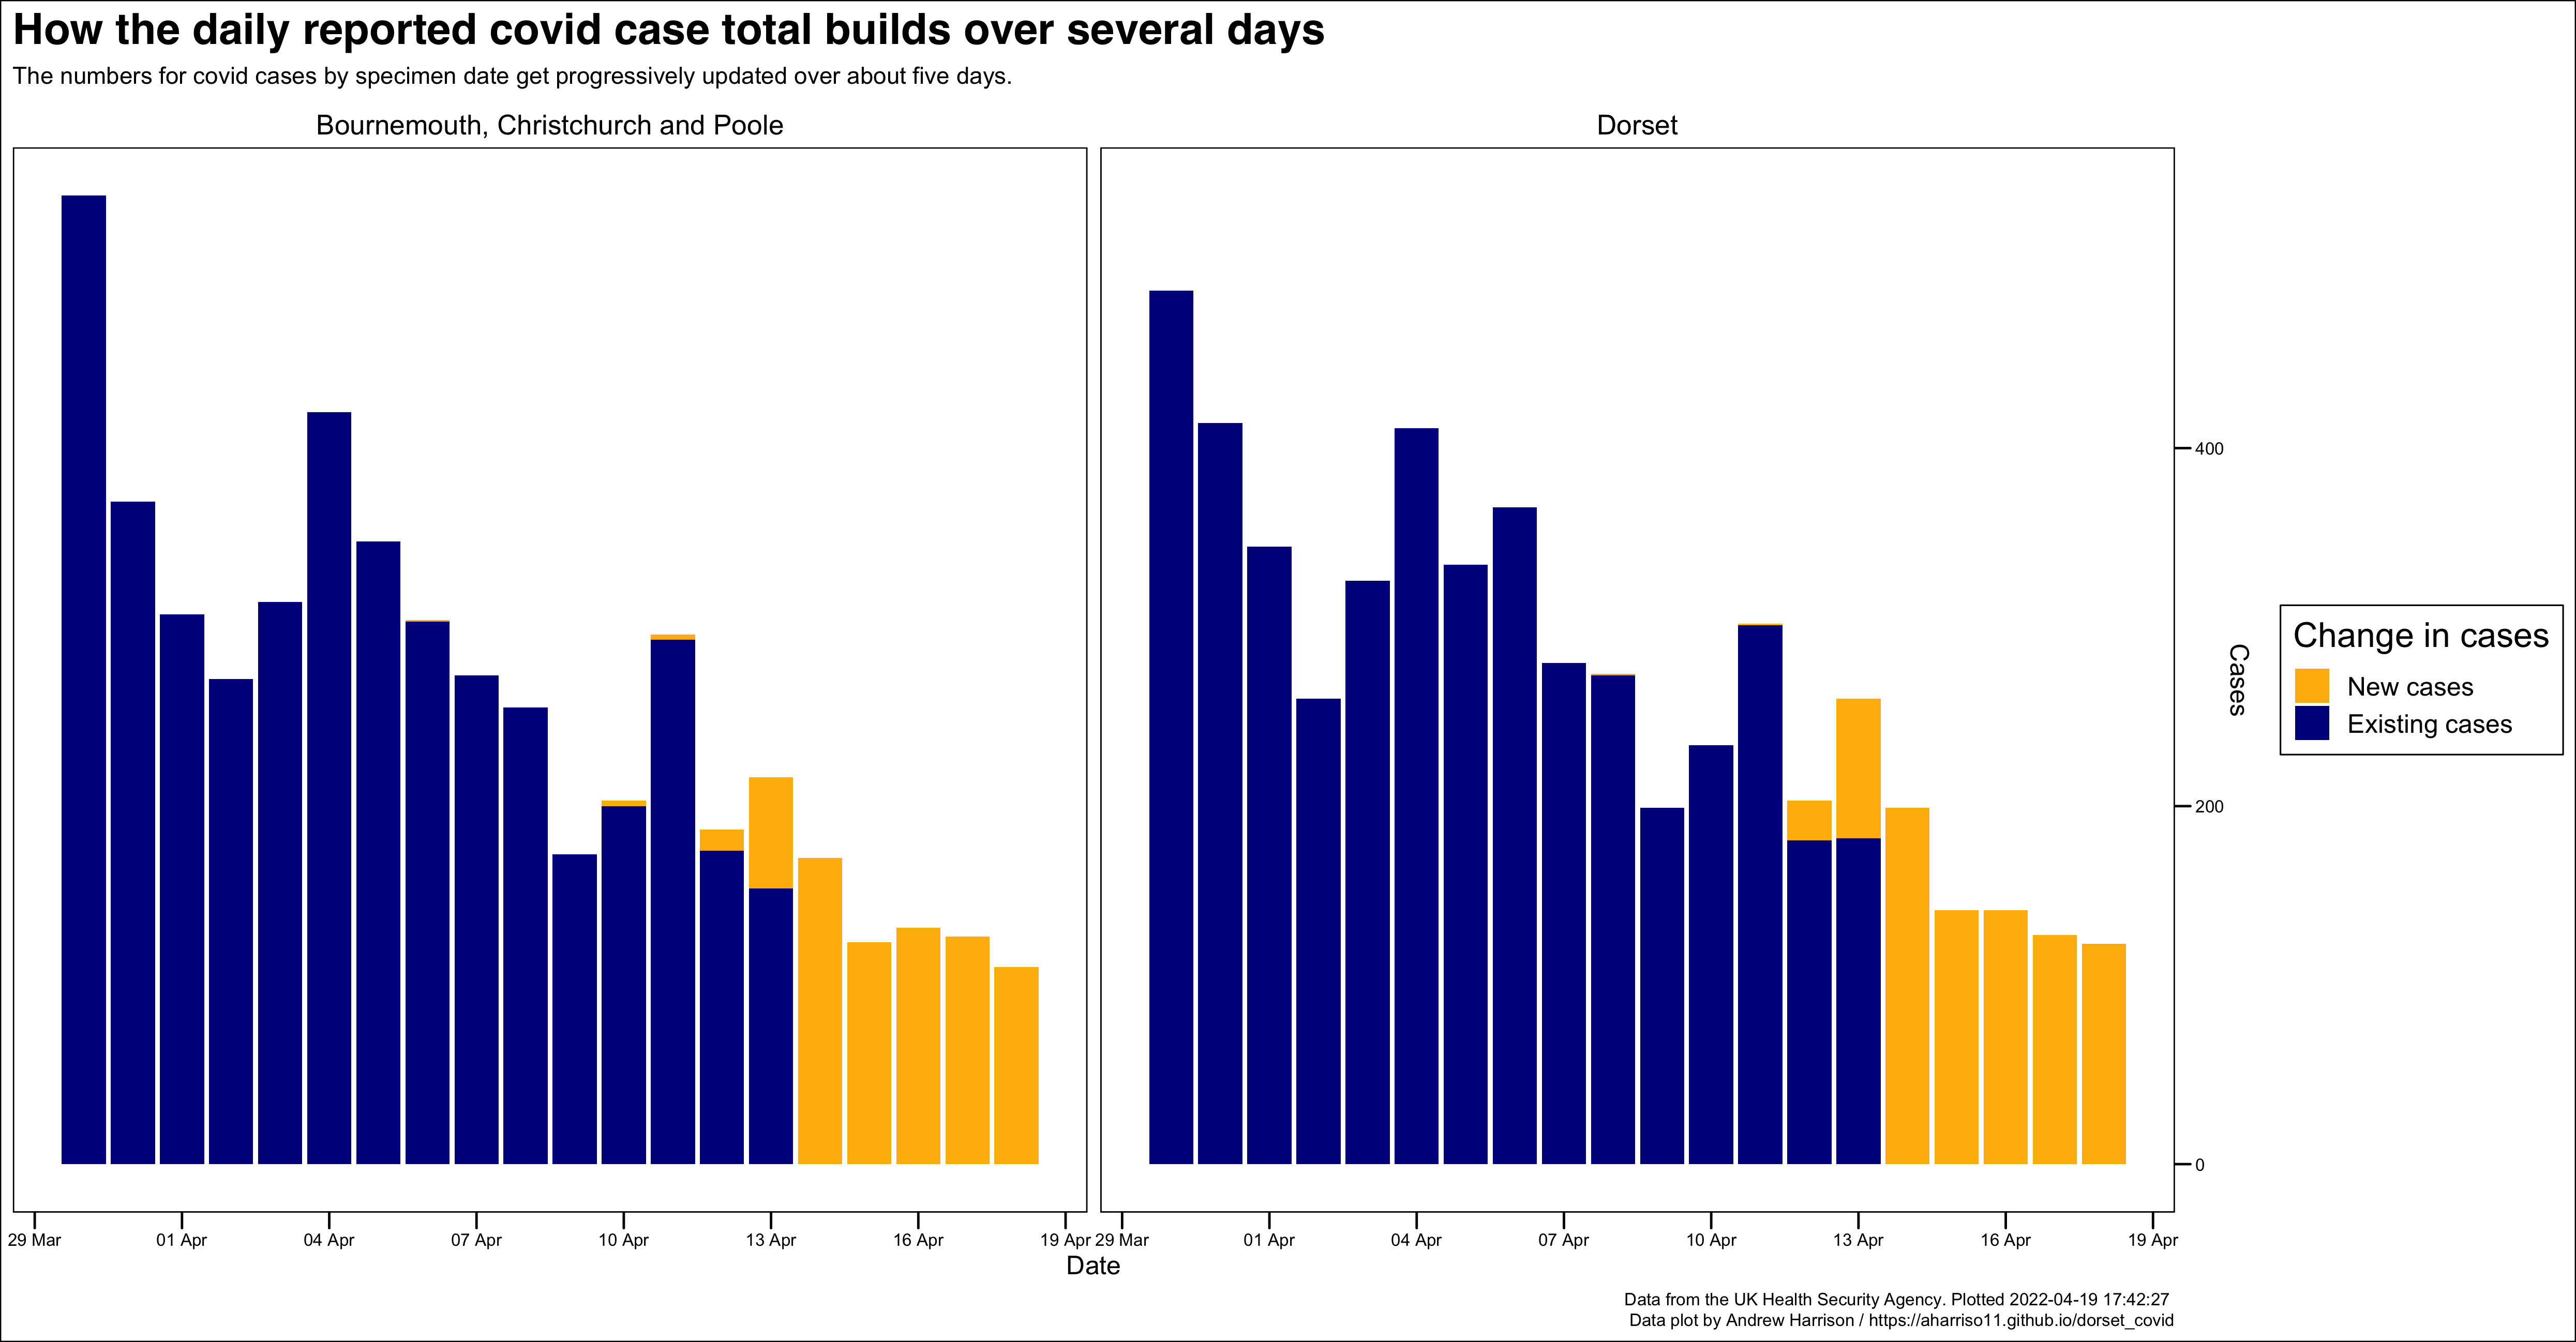 How the daily reported covid case total builds over several days
The numbers for covid cases by specimen date get progressively updated over about five days.
Bournemouth, Christchurch and Poole
Dorset
400
200
0
Cases
Change in cases
New cases
Existing cases
29 Mar 01 Apr 04 Apr 07 Apr 10 Apr 13 Apr 16 Apr 19 Apr 29 Mar 01 Apr 04 Apr 07 Apr 10 Apr 13 Apr 16 Apr 19 Apr
Date
Data from the UK Health Security Agency. Plotted 2022-04-19 17:42:27
Data plot by Andrew Harrison / https://aharriso11.github.io/dorset_covid